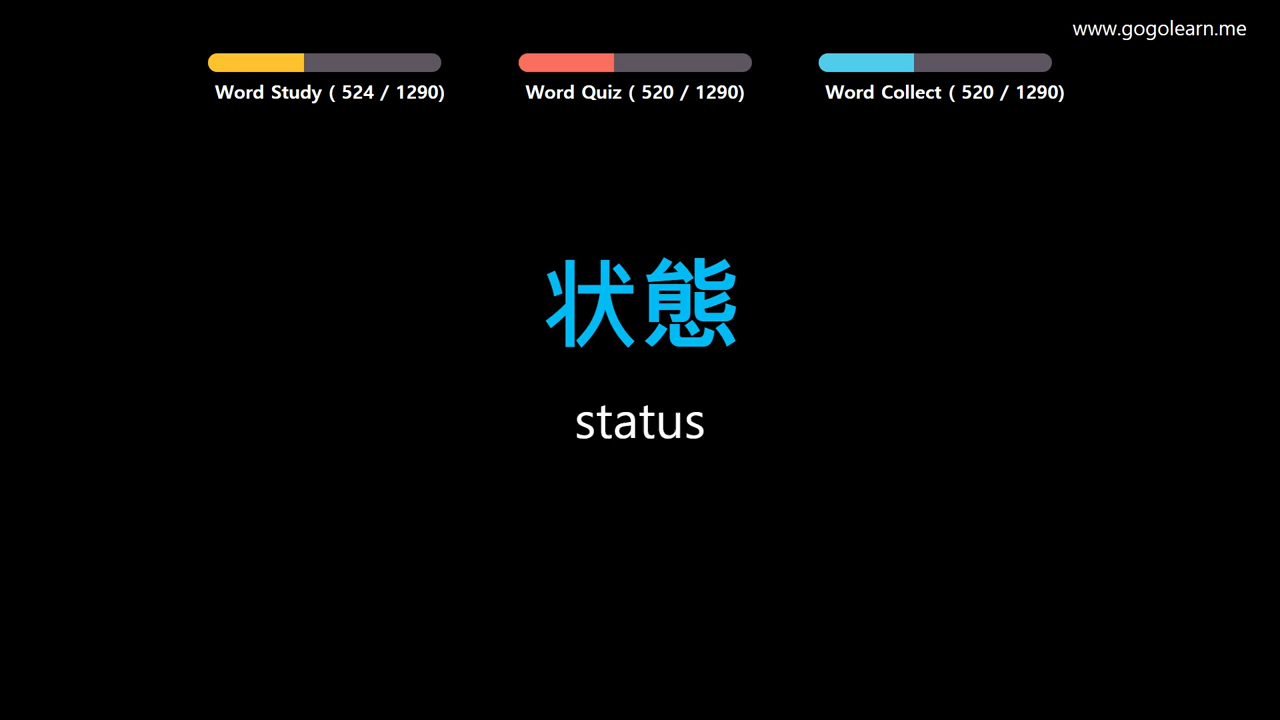 www.gogolearn.me
Word Study ( 524 / 1290)
Word Quiz ( 520 / 1290)
Word Collect ( 520 / 1290)
状態
status